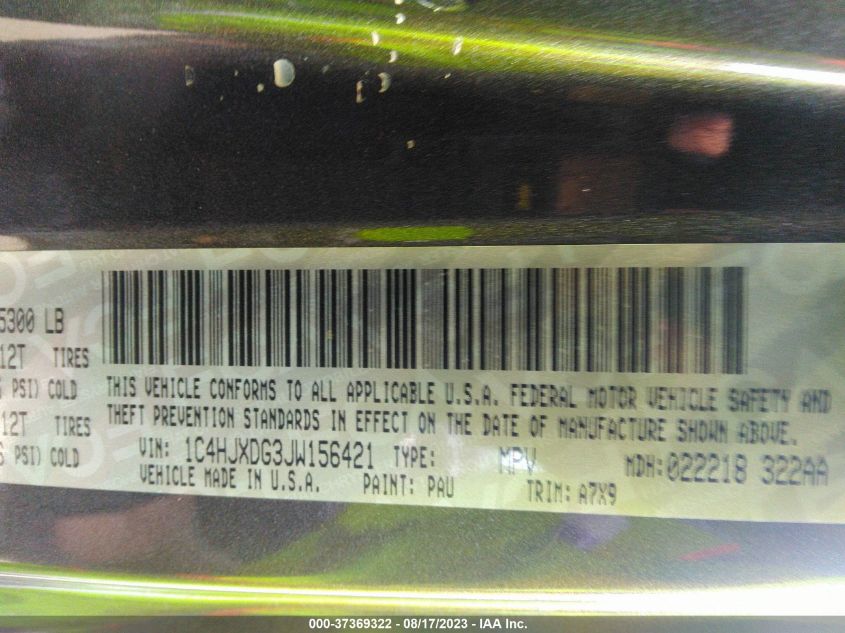 5300 LB
12T TIRES
PSI) COLD
12T TIRES
PSI) COLD
THIS VEHICLE CONFORMS TO ALL APPLICABLE U.S.A. FEDERAL MOTOR VEHICLE SAFETY AND
THEFT PREVENTION STANDARDS IN EFFECT ON THE DATE OF MANUFACTURE SHOWN ABOVE.
VIN: 1C4HJXDG3JW156421 TYPE: MPV MDH:022218 322AA
VEHICLE MADE IN U.S.A. PAINT: PAU TRIM: A7X9
000-37369322 - 08/17/2023 - IAA Inc.